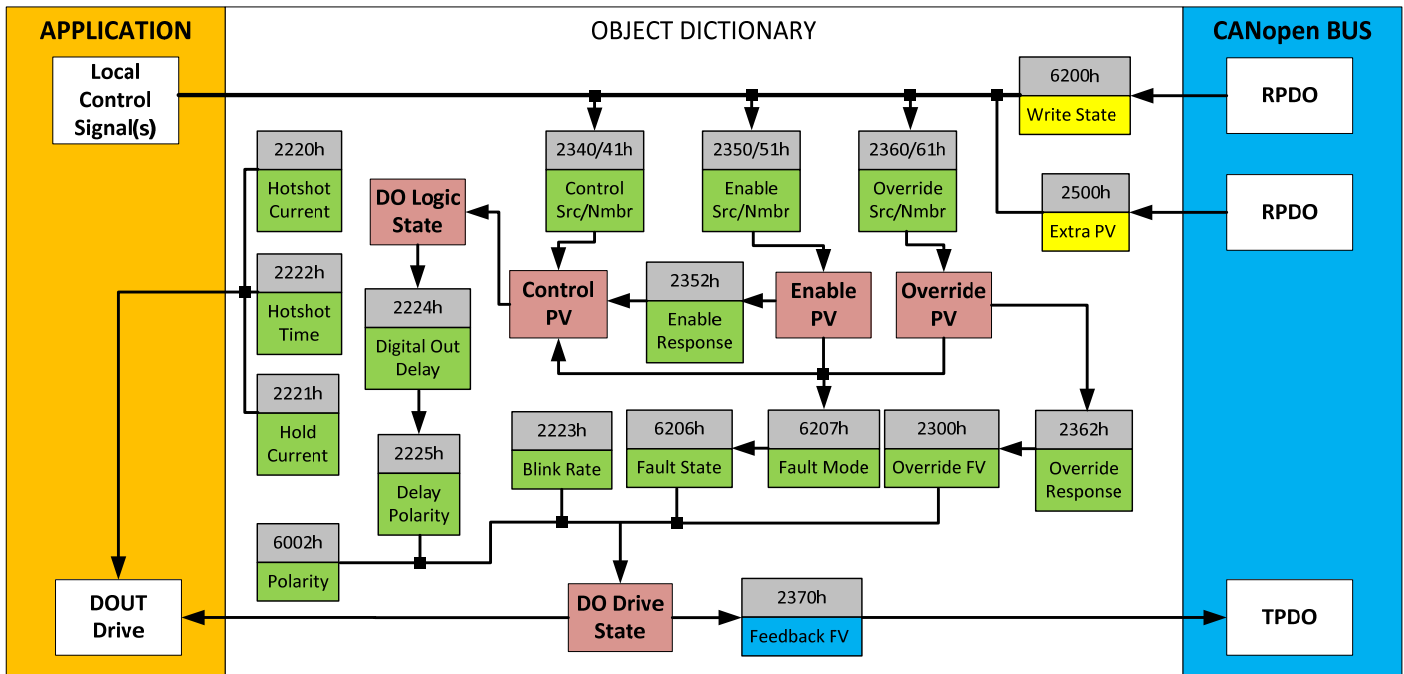 APPLICATION
OBJECT DICTIONARY
CANopen BUS
Local
Control
Signal(s)
6200h
Write State
RPDO
2220h
Hotshot
Current
DO Logic
State
2340/41h
Control
Src/Nmbr
2350/51h
Enable
Src/Nmbr
2360/61h
Override
Src/Nmbr
2500h
Extra PV
RPDO
2222h
Hotshot
Time
2224h
Digital Out
Delay
Control
PV
2352h
Enable
Response
Enable
PV
Override
PV
2221h
Hold
Current
2225h
Delay
Polarity
2223h
Blink Rate
6206h
Fault State
6207h
Fault Mode
2300h
Override FV
2362h
Override
Response
6002h
Polarity
DOUT
Drive
DO Drive
State
2370h
Feedback FV
TPDO